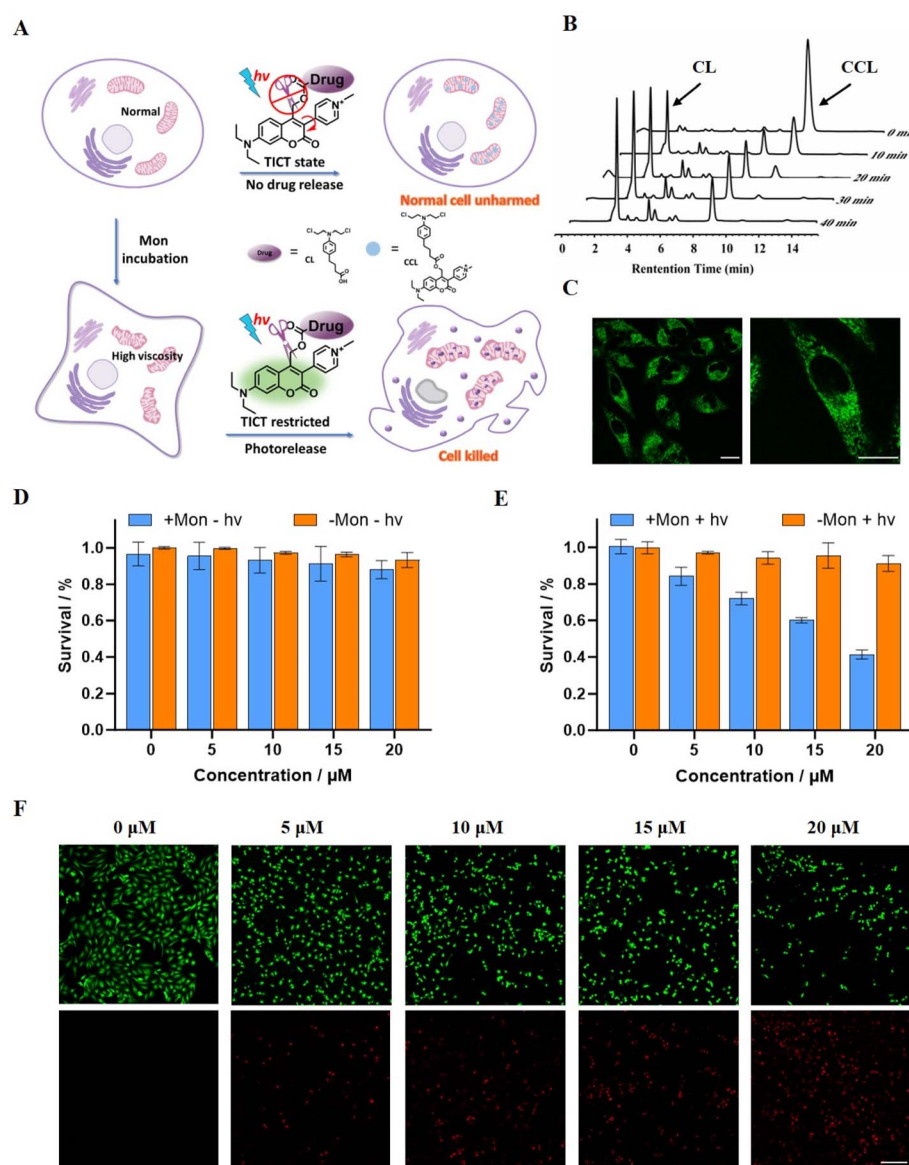 A
hv
Drug
Normal
TICT state
No drug release
Normal cell unharmed
Mon
incubation
Drug
=
CL
=
CCL
High viscosity
hv
Drug
TICT restricted
Photorelease
Cell killed
B
CL
CCL
0 min
10 min
20 min
30 min
40 min
0 2 4 6 8 10 12 14
Rentention Time (min)
C
D
+Mon - hv -Mon - hv
Survival / %
1.0
0.8
0.6
0.4
0.2
0.0
0 5 10 15 20
Concentration / µM
E
+Mon + hv -Mon + hv
Survival / %
1.0
0.8
0.6
0.4
0.2
0.0
0 5 10 15 20
Concentration / µM
F
0 µM 5 µM 10 µM 15 µM 20 µM